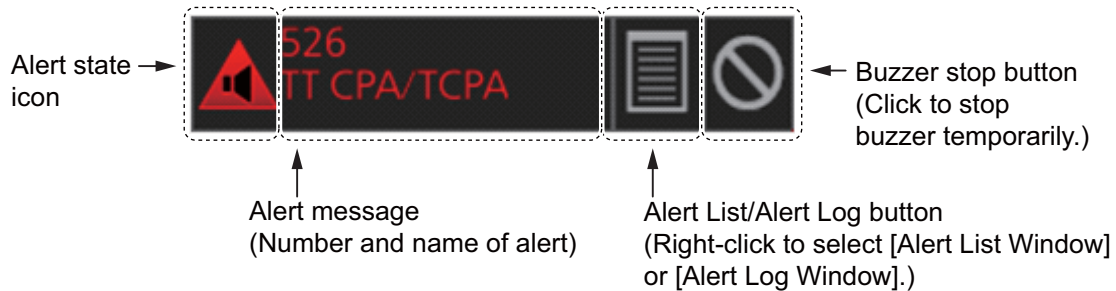 Alert state
icon
526
TT CPA/TCPA
Buzzer stop button
(Click to stop
buzzer temporarily.)
Alert message
(Number and name of alert)
Alert List/Alert Log button
(Right-click to select [Alert List Window]
or [Alert Log Window].)